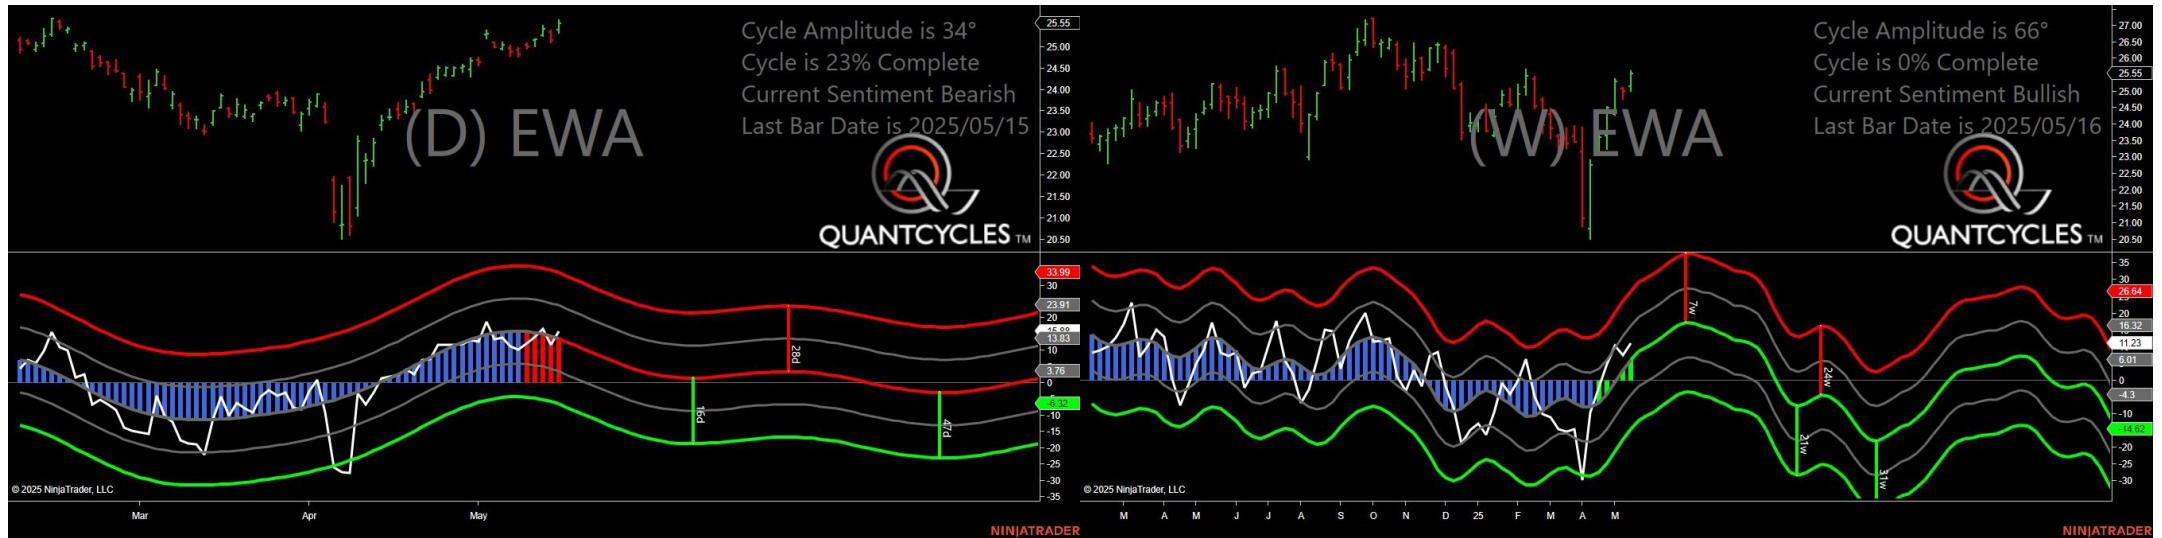 Cycle Amplitude is 34°
Cycle is 23% Complete
Current Sentiment Bearish
Last Bar Date is 2025/05/15
(D) EWA
QUANTCYCLES TM
25.55
25.00
24.50
24.00
23.50
23.00
22.50
22.00
21.50
21.00
20.50
33.99
30
23.91
20
13.83
10
3.76
0
-6.32
-10
-15
-20
-25
-30
-35
16d
28d
47d
© 2025 NinjaTrader, LLC
Mar
Apr
May
NINJATRADER
Cycle Amplitude is 66°
Cycle is 0% Complete
Current Sentiment Bullish
Last Bar Date is 2025/05/16
(W) EWA
QUANTCYCLES TM
27.00
26.50
26.00
25.55
25.00
24.50
24.00
23.50
23.00
22.50
22.00
21.50
21.00
20.50
35
30
26.64
20
16.32
11.23
6.01
0
-4.3
-10
-14.62
-20
-25
-30
7w
24w
21w
31w
© 2025 NinjaTrader, LLC
M A M J J A S O N D 25 F M A M
NINJATRADER